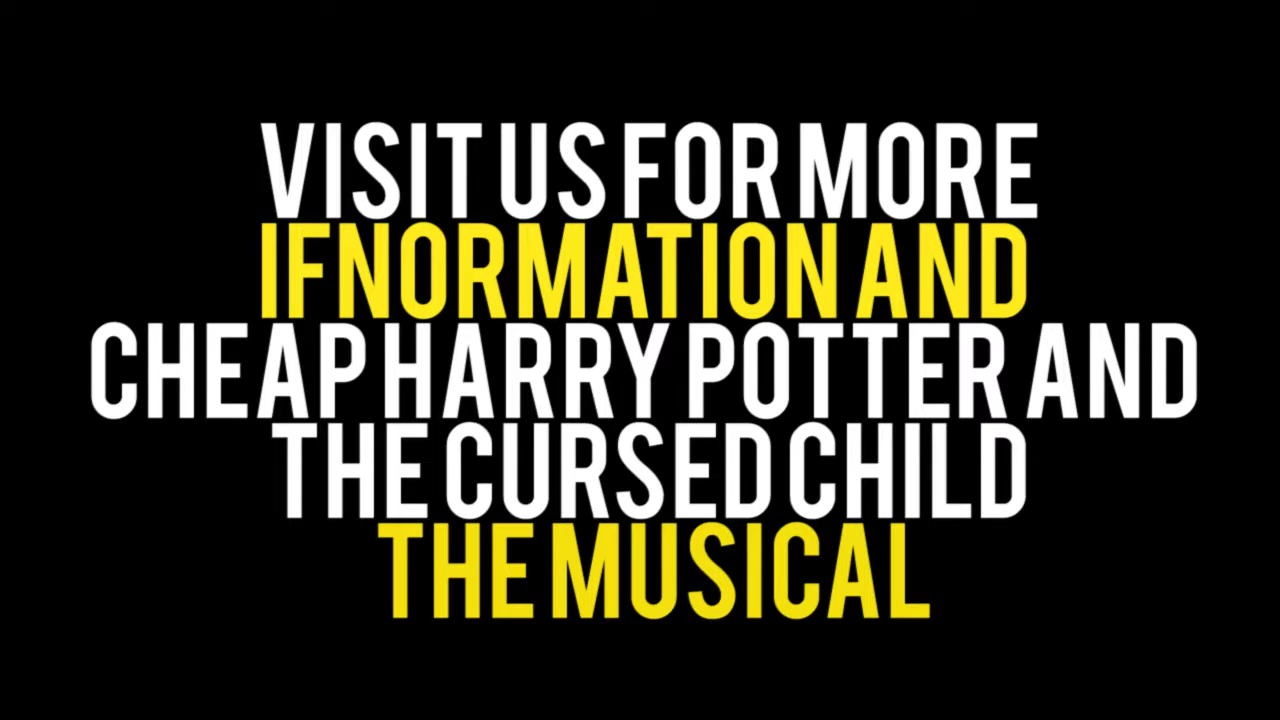 VISIT US FOR MORE
IFNORMATION AND
CHEAP HARRY POTTER AND
THE CURSED CHILD
THE MUSICAL